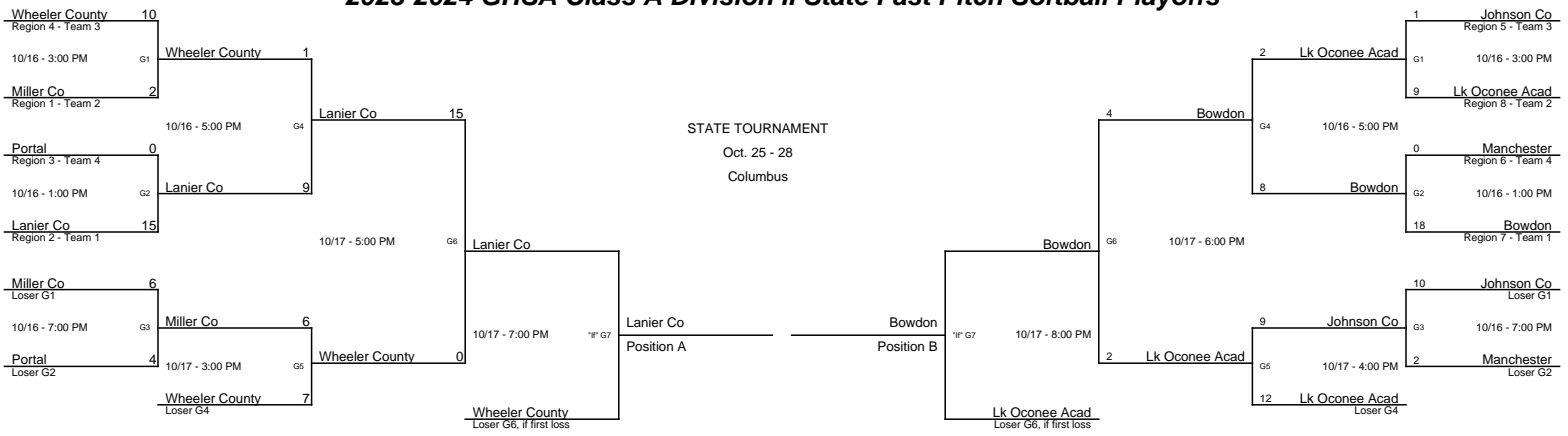 2023-2024 GHSA Class A Division II State Fast Pitch Softball Playoffs
Wheeler County 10
Region 4 - Team 3
10/16 - 3:00 PM G1
Wheeler County 1
Miller Co 2
Region 1 - Team 2
10/16 - 5:00 PM G4
Lanier Co 15
Portal 0
Region 3 - Team 4
10/16 - 1:00 PM G2
Lanier Co 9
Lanier Co 15
Region 2 - Team 1
10/17 - 5:00 PM G6
Lanier Co
Miller Co 6
Loser G1
10/16 - 7:00 PM G3
Miller Co 6
Portal 4
Loser G2
10/17 - 3:00 PM G5
Wheeler County 0
Wheeler County 7
Loser G4
10/17 - 7:00 PM "If" G7
Lanier Co
Position A
Wheeler County
Loser G6, if first loss
STATE TOURNAMENT
Oct. 25 - 28
Columbus
1 Johnson Co
Region 5 - Team 3
2 Lk Oconee Acad
G1 10/16 - 3:00 PM
9 Lk Oconee Acad
Region 8 - Team 2
4 Bowdon
G4 10/16 - 5:00 PM
0 Manchester
Region 6 - Team 4
8 Bowdon
G2 10/16 - 1:00 PM
18 Bowdon
Region 7 - Team 1
Bowdon
G6 10/17 - 6:00 PM
10 Johnson Co
Loser G1
9 Johnson Co
G3 10/16 - 7:00 PM
2 Manchester
Loser G2
2 Lk Oconee Acad
G5 10/17 - 4:00 PM
12 Lk Oconee Acad
Loser G4
Bowdon
Position B
"If" G7 10/17 - 8:00 PM
Lk Oconee Acad
Loser G6, if first loss